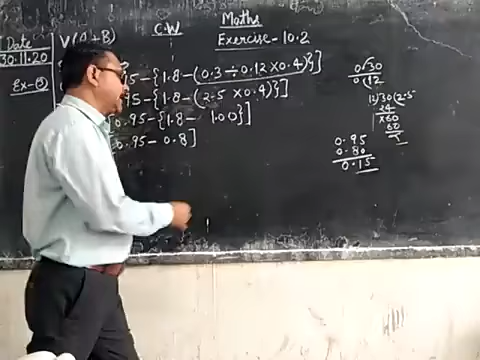 Maths
C.W
Date
V(A+B)
Exercise-10.2
30.11.20
Ex-(5)
95-{1.8-(0.3÷0.12×0.4)}]
.95-{1.8-(2.5×0.4)}]
0.95-{1.8- 1.00}]
0.95- 0.8]
0.30
0.12
12)30(2.5
24
×60
60
×
0.95
0.80
0.15